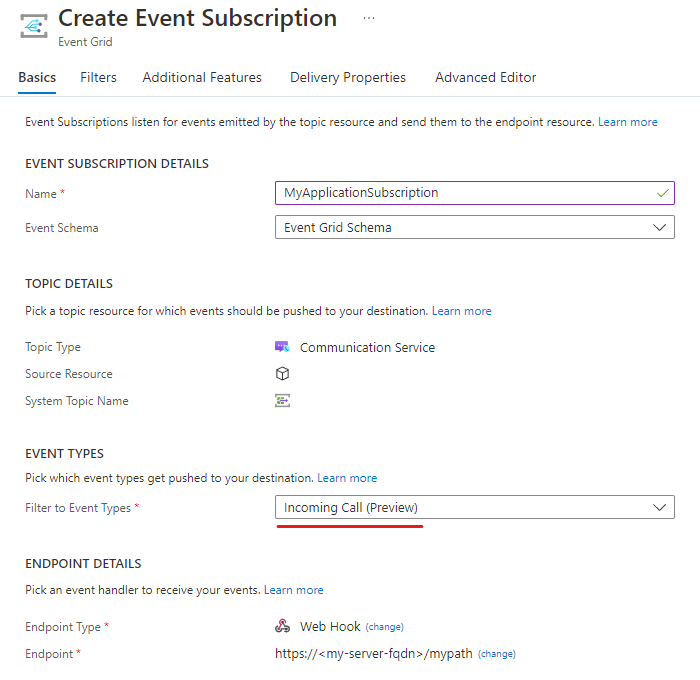 Create Event Subscription ...
Event Grid
Basics Filters Additional Features Delivery Properties Advanced Editor
Event Subscriptions listen for events emitted by the topic resource and send them to the endpoint resource. Learn more
EVENT SUBSCRIPTION DETAILS
Name * MyApplicationSubscription
Event Schema Event Grid Schema
TOPIC DETAILS
Pick a topic resource for which events should be pushed to your destination. Learn more
Topic Type Communication Service
Source Resource
System Topic Name
EVENT TYPES
Pick which event types get pushed to your destination. Learn more
Filter to Event Types * Incoming Call (Preview)
ENDPOINT DETAILS
Pick an event handler to receive your events. Learn more
Endpoint Type * Web Hook (change)
Endpoint * https://<my-server-fqdn>/mypath (change)